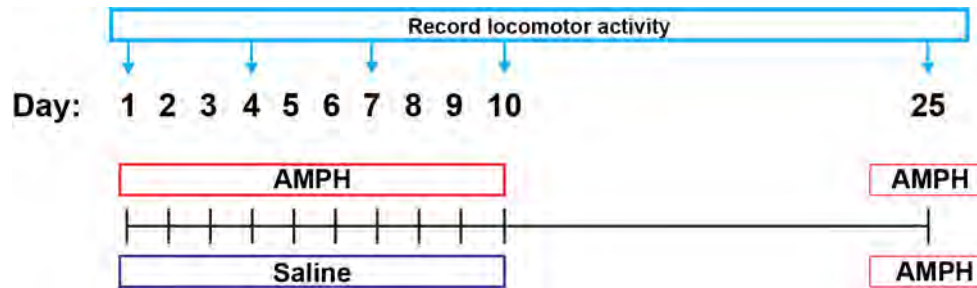 Record locomotor activity
Day: 1 2 3 4 5 6 7 8 9 10 25
AMPH AMPH
Saline AMPH